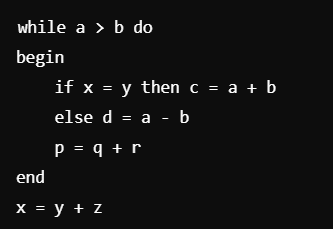 while a > b do
begin
    if x = y then c = a + b
    else d = a - b
    p = q + r
end
x = y + z